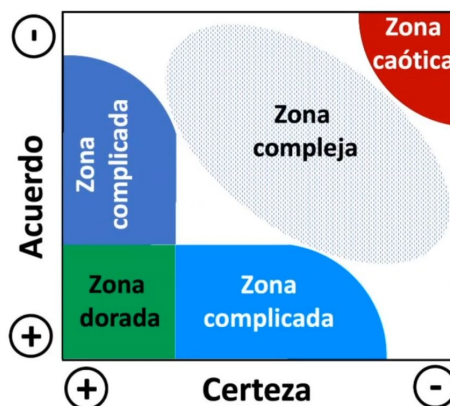 -
Zona
caótica
Zona
compleja
Zona
complicada
Acuerdo
Zona
dorada
Zona
complicada
+
+
Certeza
-